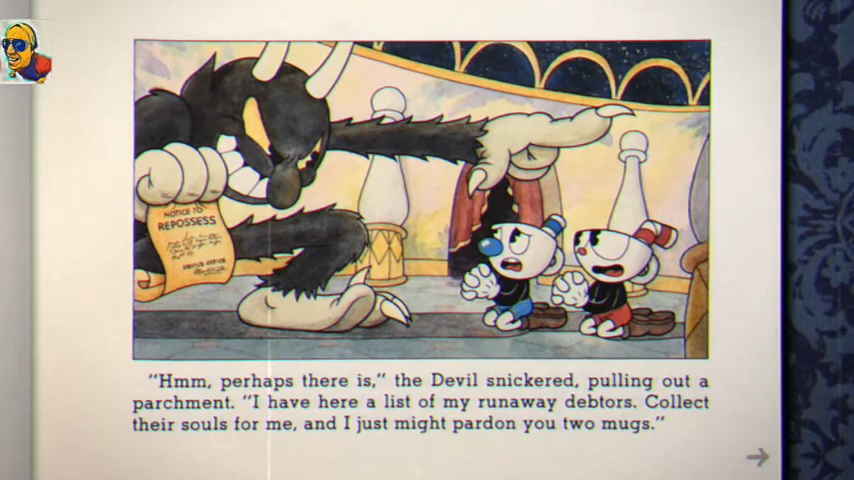 NOTICE TO
REPOSSESS
"Hmm, perhaps there is," the Devil snickered, pulling out a
parchment. "I have here a list of my runaway debtors. Collect
their souls for me, and I just might pardon you two mugs."